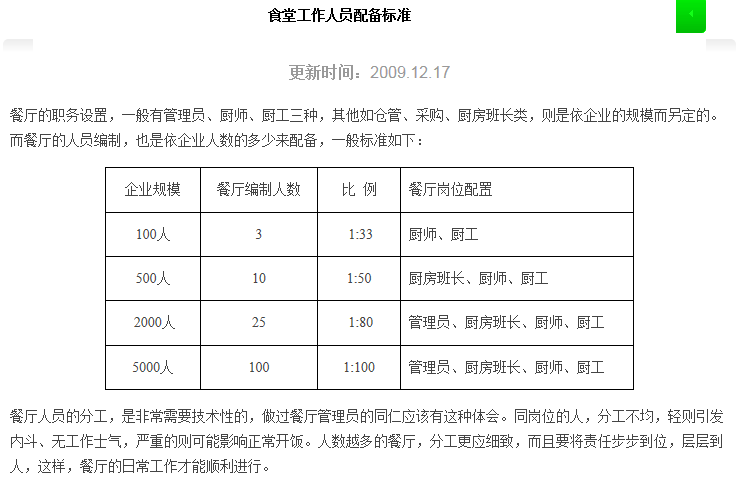 食堂工作人员配备标准
更新时间：2009.12.17
餐厅的职务设置，一般有管理员、厨师、厨工三种，其他如仓管、采购、厨房班长类，则是依企业的规模而另定的。
而餐厅的人员编制，也是依企业人数的多少来配备，一般标准如下：
企业规模 餐厅编制人数 比 例 餐厅岗位配置
100人 3 1:33 厨师、厨工
500人 10 1:50 厨房班长、厨师、厨工
2000人 25 1:80 管理员、厨房班长、厨师、厨工
5000人 100 1:100 管理员、厨房班长、厨师、厨工
餐厅人员的分工，是非常需要技术性的，做过餐厅管理员的同仁应该有这种体会。同岗位的人，分工不均，轻则引发
内斗、无工作士气，严重的则可能影响正常开饭。人数越多的餐厅，分工更应细致，而且要将责任步步到位，层层到
人，这样，餐厅的日常工作才能顺利进行。